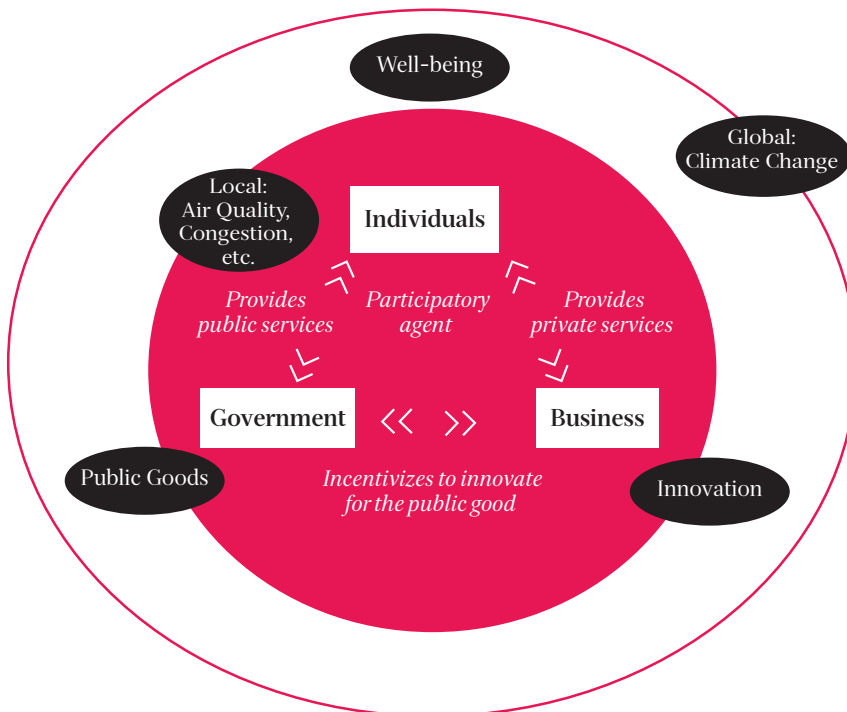 Well-being
Global:
Climate Change
Local:
Air Quality,
Congestion,
etc.
Individuals
Provides
public services
Participatory
agent
Provides
private services
Government
Business
Public Goods
Incentivizes to innovate
for the public good
Innovation